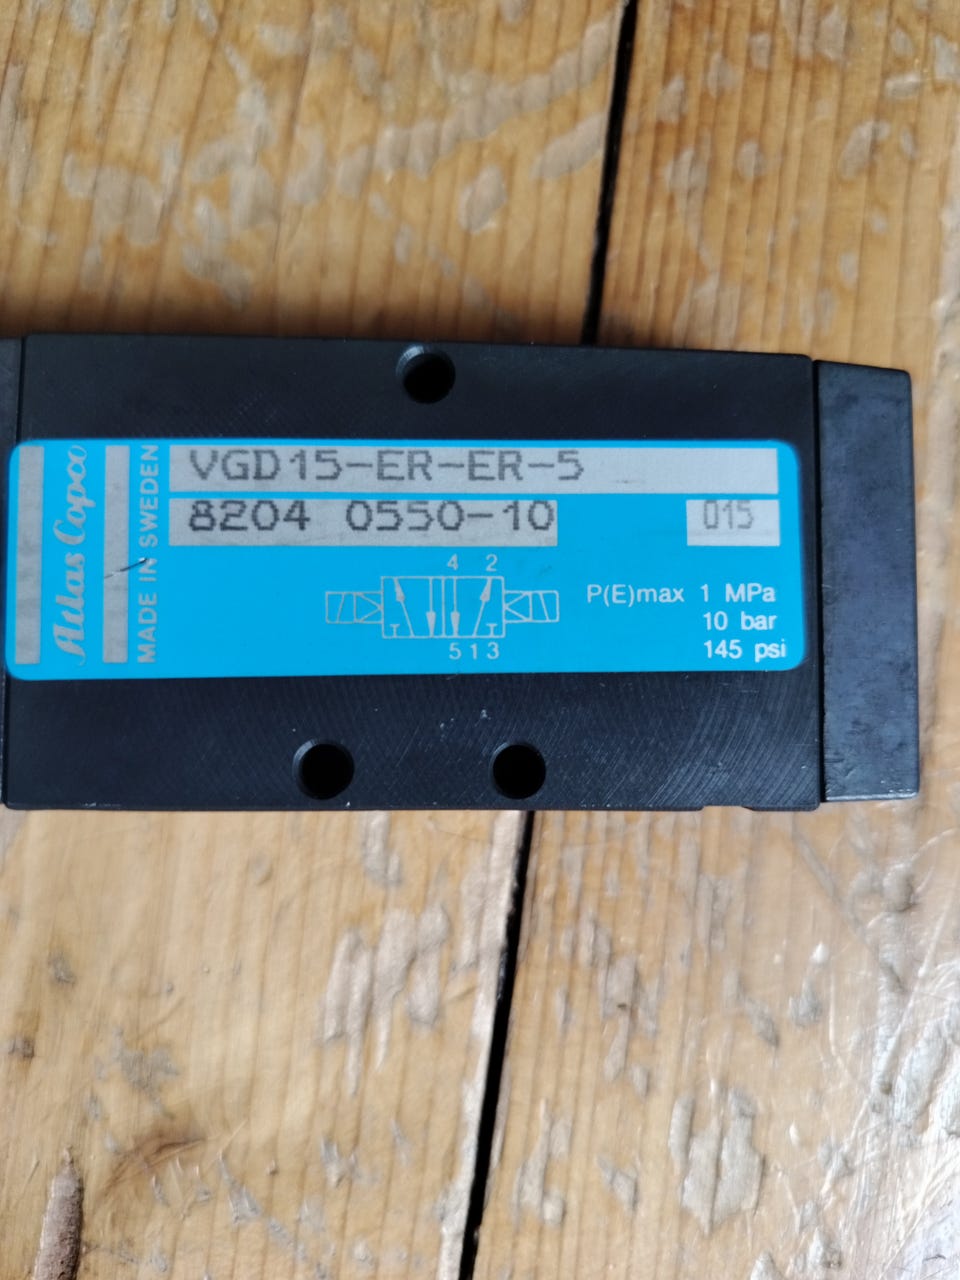 Atlas Copco
MADE IN SWEDEN
VGD15-ER-ER-5
8204 0550-10
015
4 2
5 1 3
P(E)max 1 MPa
10 bar
145 psi